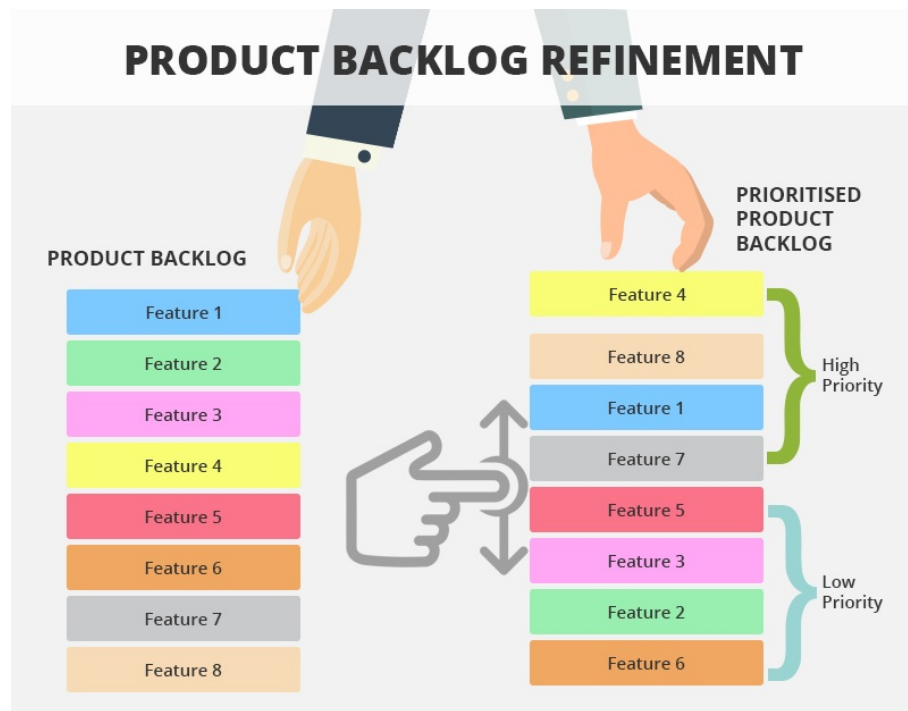 PRODUCT BACKLOG REFINEMENT
PRODUCT BACKLOG
Feature 1
Feature 2
Feature 3
Feature 4
Feature 5
Feature 6
Feature 7
Feature 8
PRIORITISED
PRODUCT
BACKLOG
Feature 4
Feature 8
Feature 1
Feature 7
Feature 5
Feature 3
Feature 2
Feature 6
High
Priority
Low
Priority